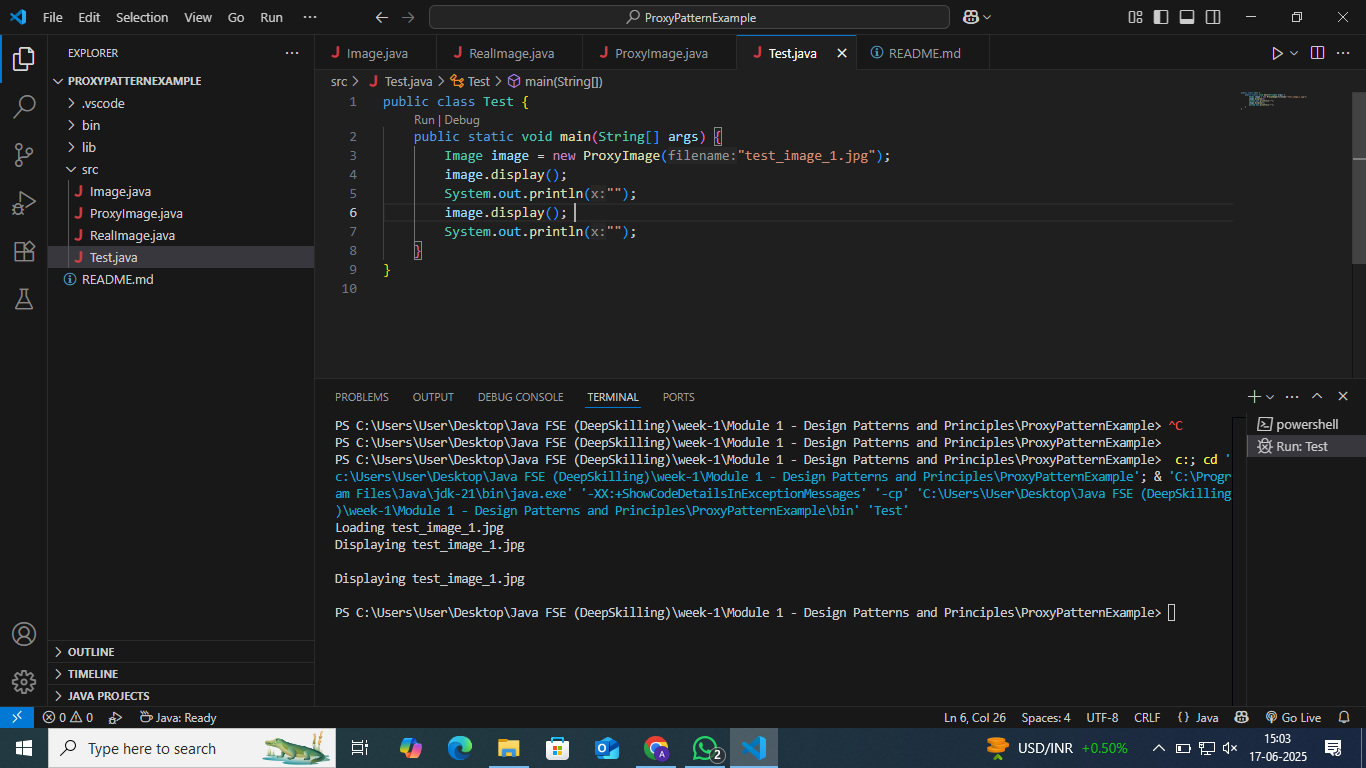 File Edit Selection View Go Run ··· ProxyPatternExample
EXPLORER ···
PROXYPATTERNEXAMPLE
.vscode
bin
lib
src
Image.java
ProxyImage.java
RealImage.java
Test.java
README.md
OUTLINE
TIMELINE
JAVA PROJECTS
Image.java RealImage.java ProxyImage.java Test.java README.md
src > Test.java > Test > main(String[])
1 public class Test {
Run | Debug
2 public static void main(String[] args) {
3 Image image = new ProxyImage(filename:"test_image_1.jpg");
4 image.display();
5 System.out.println(x:"");
6 image.display();
7 System.out.println(x:"");
8 }
9 }
10
PROBLEMS OUTPUT DEBUG CONSOLE TERMINAL PORTS
PS C:\Users\User\Desktop\Java FSE (DeepSkilling)\week-1\Module 1 - Design Patterns and Principles\ProxyPatternExample> ^C
PS C:\Users\User\Desktop\Java FSE (DeepSkilling)\week-1\Module 1 - Design Patterns and Principles\ProxyPatternExample>
PS C:\Users\User\Desktop\Java FSE (DeepSkilling)\week-1\Module 1 - Design Patterns and Principles\ProxyPatternExample> c:; cd '
c:\Users\User\Desktop\Java FSE (DeepSkilling)\week-1\Module 1 - Design Patterns and Principles\ProxyPatternExample'; & 'C:\Progr
am Files\Java\jdk-21\bin\java.exe' '-XX:+ShowCodeDetailsInExceptionMessages' '-cp' 'C:\Users\User\Desktop\Java FSE (DeepSkilling
)\week-1\Module 1 - Design Patterns and Principles\ProxyPatternExample\bin' 'Test'
Loading test_image_1.jpg
Displaying test_image_1.jpg
Displaying test_image_1.jpg
PS C:\Users\User\Desktop\Java FSE (DeepSkilling)\week-1\Module 1 - Design Patterns and Principles\ProxyPatternExample>
powershell
Run: Test
0 0 Java: Ready Ln 6, Col 26 Spaces: 4 UTF-8 CRLF {} Java Go Live
Type here to search 2 USD/INR +0.50% 15:03
17-06-2025